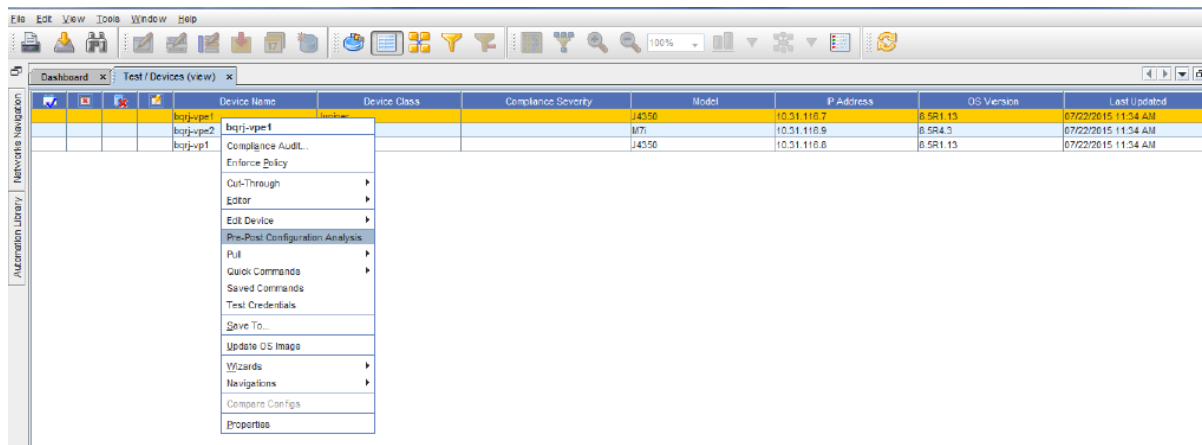 File Edit View Tools Window Help
100%
Dashboard x Test / Devices (view) x
Networks Navigation
Automation Library
Device Name Device Class Compliance Severity Model IP Address OS Version Last Updated
bqrj-vpe1 Juniper J4350 10.31.116.7 8.5R1.13 07/22/2015 11:34 AM
bqrj-vpe2 M7i 10.31.116.9 8.5R4.3 07/22/2015 11:34 AM
bqrj-vp1 J4350 10.31.116.8 8.5R1.13 07/22/2015 11:34 AM
bqrj-vpe1
Compliance Audit...
Enforce Policy
Cut-Through
Editor
Edit Device
Pre-Post Configuration Analysis
Pull
Quick Commands
Saved Commands
Test Credentials
Save To...
Update OS Image
Wizards
Navigations
Compare Configs
Properties